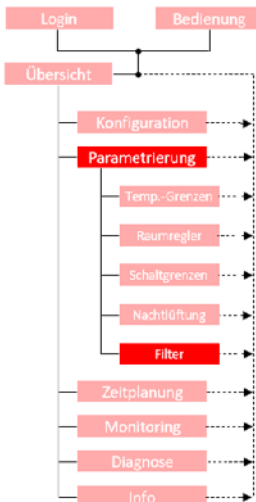 Login
Bedienung
Übersicht
Konfiguration
Parametrierung
Temp.-Grenzen
Raumregler
Schaltgrenzen
Nachtlüftung
Filter
Zeitplanung
Monitoring
Diagnose
Info